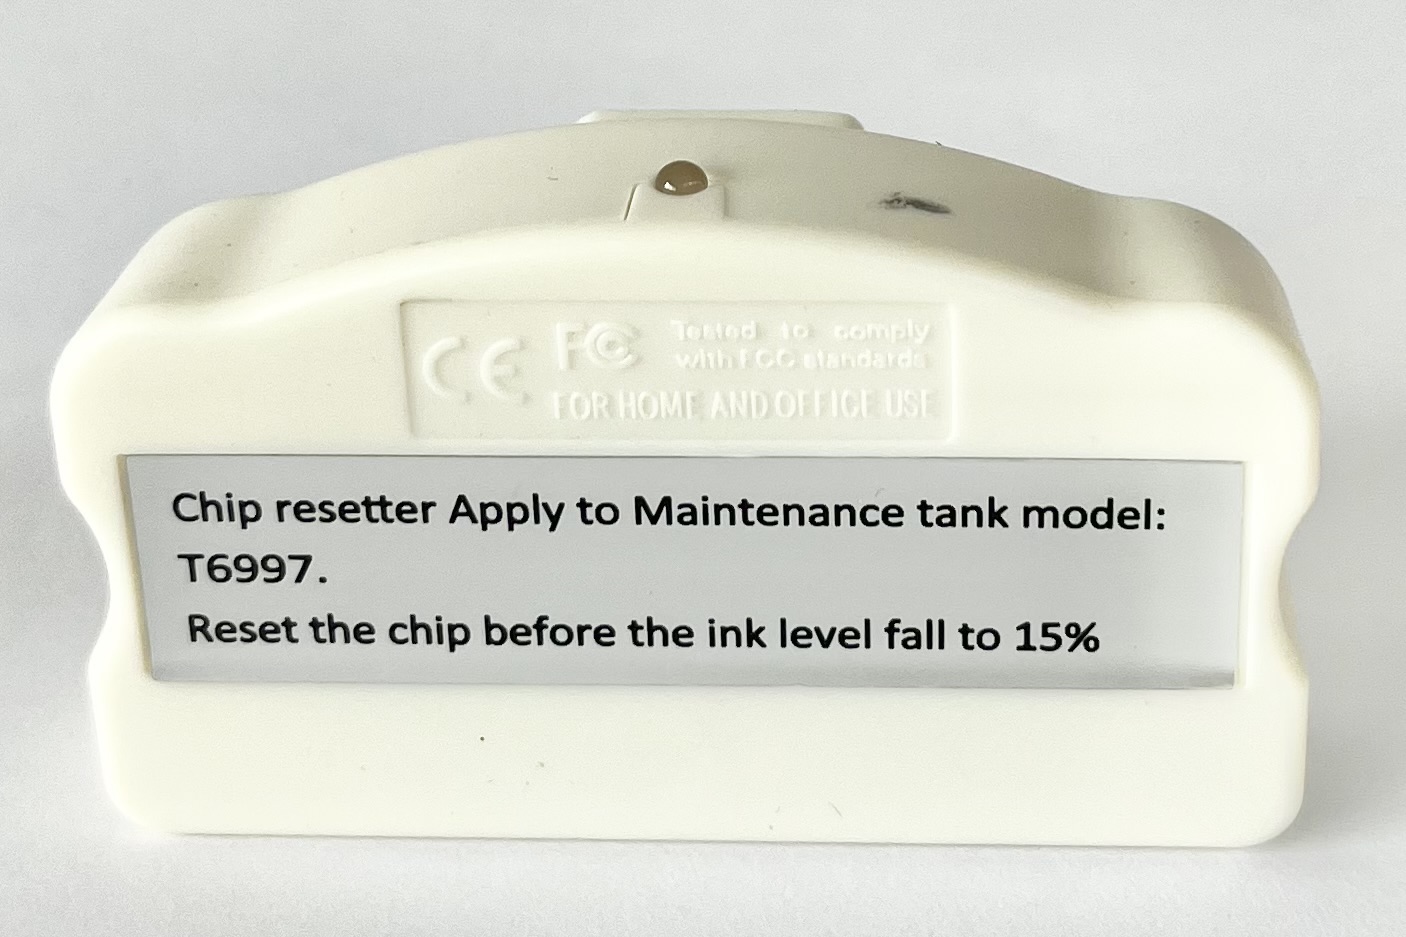 CE FC Tested to comply
with FCC standards
FOR HOME AND OFFICE USE
Chip resetter Apply to Maintenance tank model:
T6997.
Reset the chip before the ink level fall to 15%